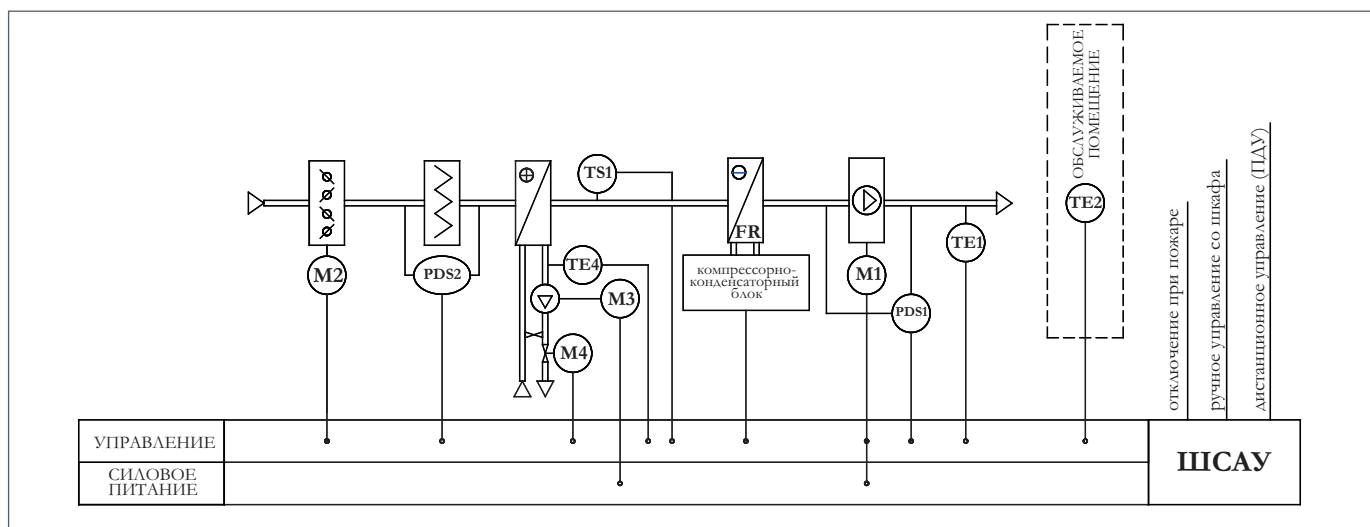 ОБСЛУЖИВАЕМОЕ
ПОМЕЩЕНИЕ
TS1
TE2
FR
TE1
M2
PDS2
TE4
M3
компрессорно-
конденсаторный
блок
M1
PDS1
M4
отключение при пожаре
ручное управление со шкафа
дистанционное управление (ПДУ)
УПРАВЛЕНИЕ
СИЛОВОЕ
ПИТАНИЕ
ШСАУ